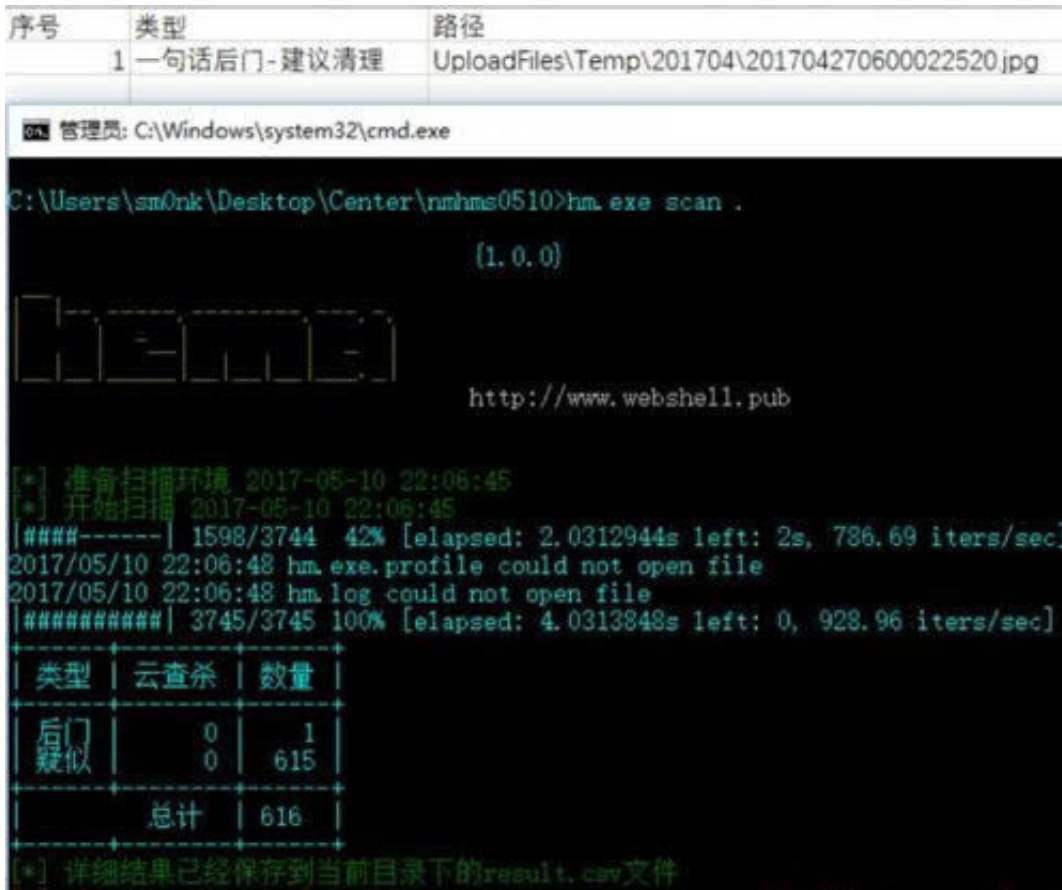 序号 类型 路径
1 一句话后门-建议清理 UploadFiles\Temp\201704\201704270600022520.jpg
管理员: C:\Windows\system32\cmd.exe
C:\Users\sm0nk\Desktop\Center\nmhms0510>hm.exe scan .
{1.0.0}
hema
http://www.webshell.pub
[*] 准备扫描环境 2017-05-10 22:06:45
[*] 开始扫描 2017-05-10 22:06:45
|####------| 1598/3744 42% [elapsed: 2.0312944s left: 2s, 786.69 iters/sec]
2017/05/10 22:06:48 hm.exe.profile could not open file
2017/05/10 22:06:48 hm.log could not open file
|##########| 3745/3745 100% [elapsed: 4.0313848s left: 0, 928.96 iters/sec]
类型 云查杀 数量
后门 0 1
疑似 0 615
总计 616
[*] 详细结果已经保存到当前目录下的result.csv文件